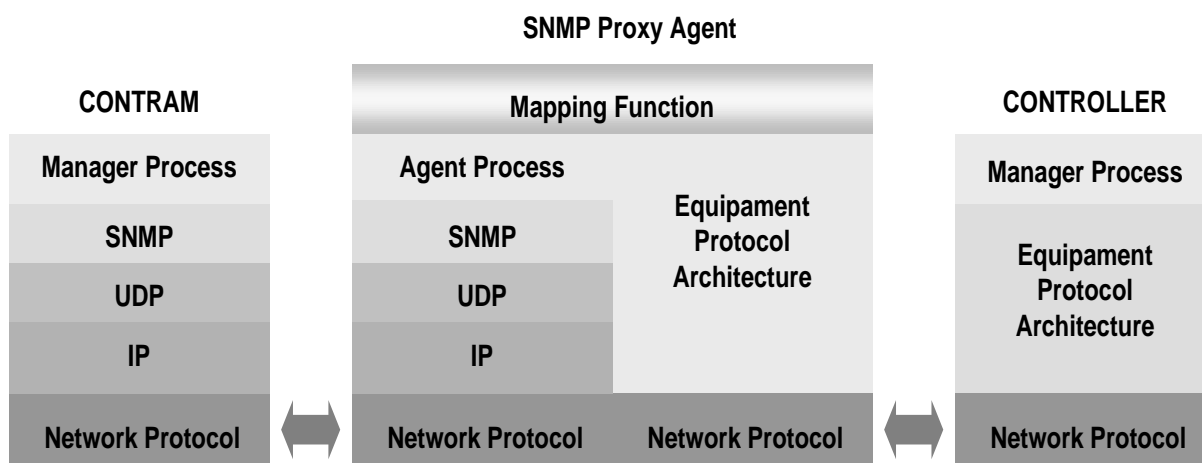 SNMP Proxy Agent
CONTRAM
Mapping Function
CONTROLLER
Manager Process
Agent Process
Manager Process
Equipament
Protocol
Architecture
SNMP
SNMP
Equipament
Protocol
Architecture
UDP
UDP
IP
IP
Network Protocol
Network Protocol
Network Protocol
Network Protocol